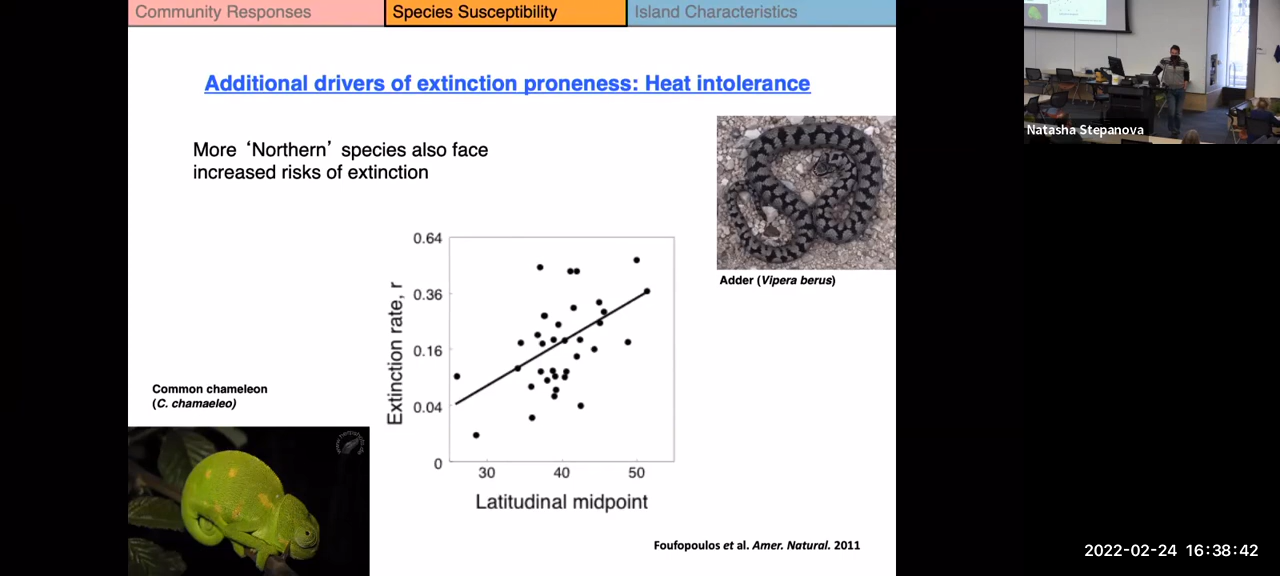 Community Responses
Species Susceptibility
Island Characteristics
Additional drivers of extinction proneness: Heat intolerance
More ‘Northern’ species also face
increased risks of extinction
Natasha Stepanova
Adder (Vipera berus)
0.64
0.36
0.16
0.04
0
Extinction rate, r
30 40 50
Latitudinal midpoint
Common chameleon
(C. chamaeleo)
Foufopoulos et al. Amer. Natural. 2011
2022-02-24 16:38:42